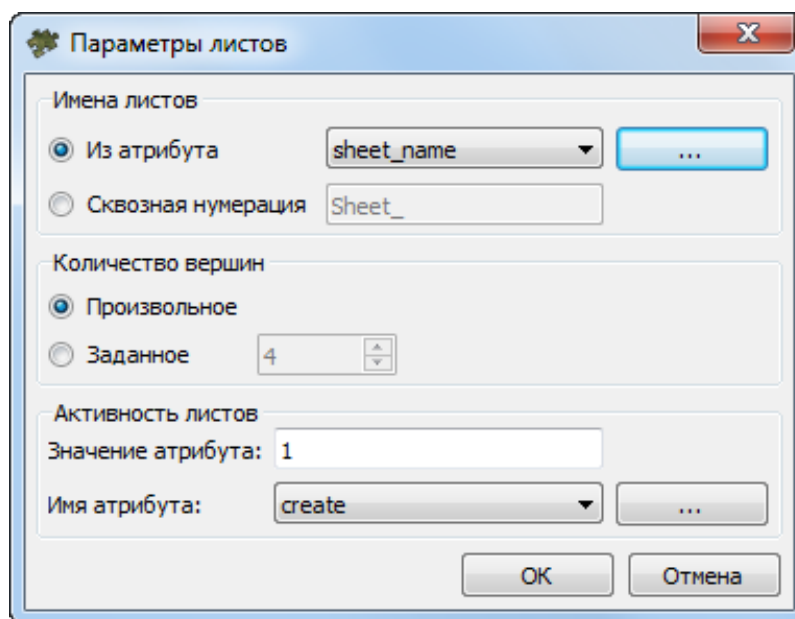 Параметры листов
Имена листов
Из атрибута sheet_name ...
Сквозная нумерация Sheet_
Количество вершин
Произвольное
Заданное 4
Активность листов
Значение атрибута: 1
Имя атрибута: create ...
OK Отмена